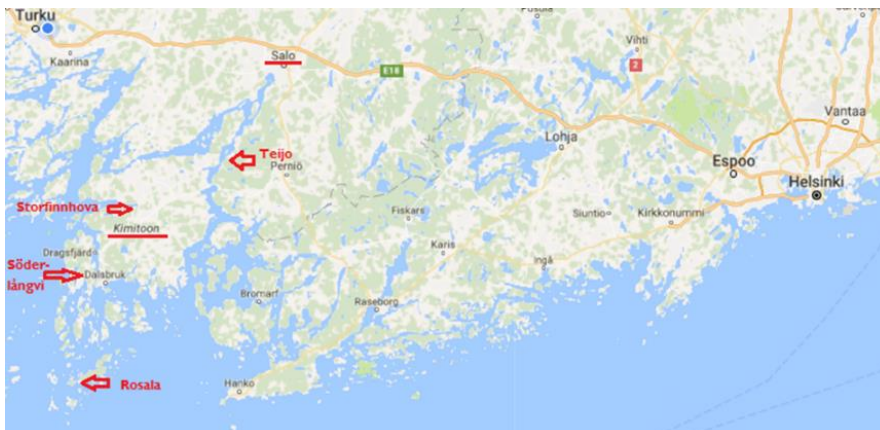 Turku
Kaarina
Salo
E18
Pusula
Vihti
2
Vantaa
Lohja
Espoo
Helsinki
Teijo
Perniö
Storfinnhova
Kimitoon
Fiskars
Siuntio
Kirkkonummi
Karis
Ingå
Dragsfjärd
Söder-
långvi
Dalsbruk
Bromarf
Raseborg
Rosala
Hanko